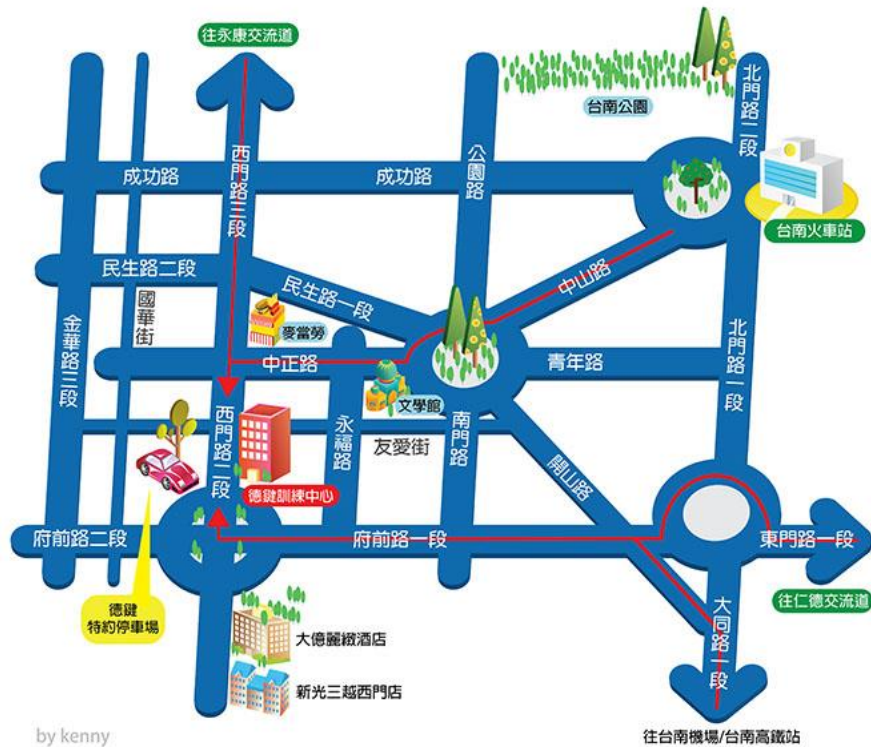 往永康交流道
北門路二段
台南公園
西門路三段
公園路
成功路
成功路
台南火車站
民生路二段
中山路
國華街
民生路一段
金華路三段
麥當勞
北門路一段
中正路
青年路
文學館
西門路二段
永福路
友愛街
南門路
開山路
德鍵訓練中心
府前路二段
府前路一段
東門路一段
德鍵
特約停車場
往仁德交流道
大同路一段
大億麗緻酒店
新光三越西門店
往台南機場/台南高鐵站
by kenny